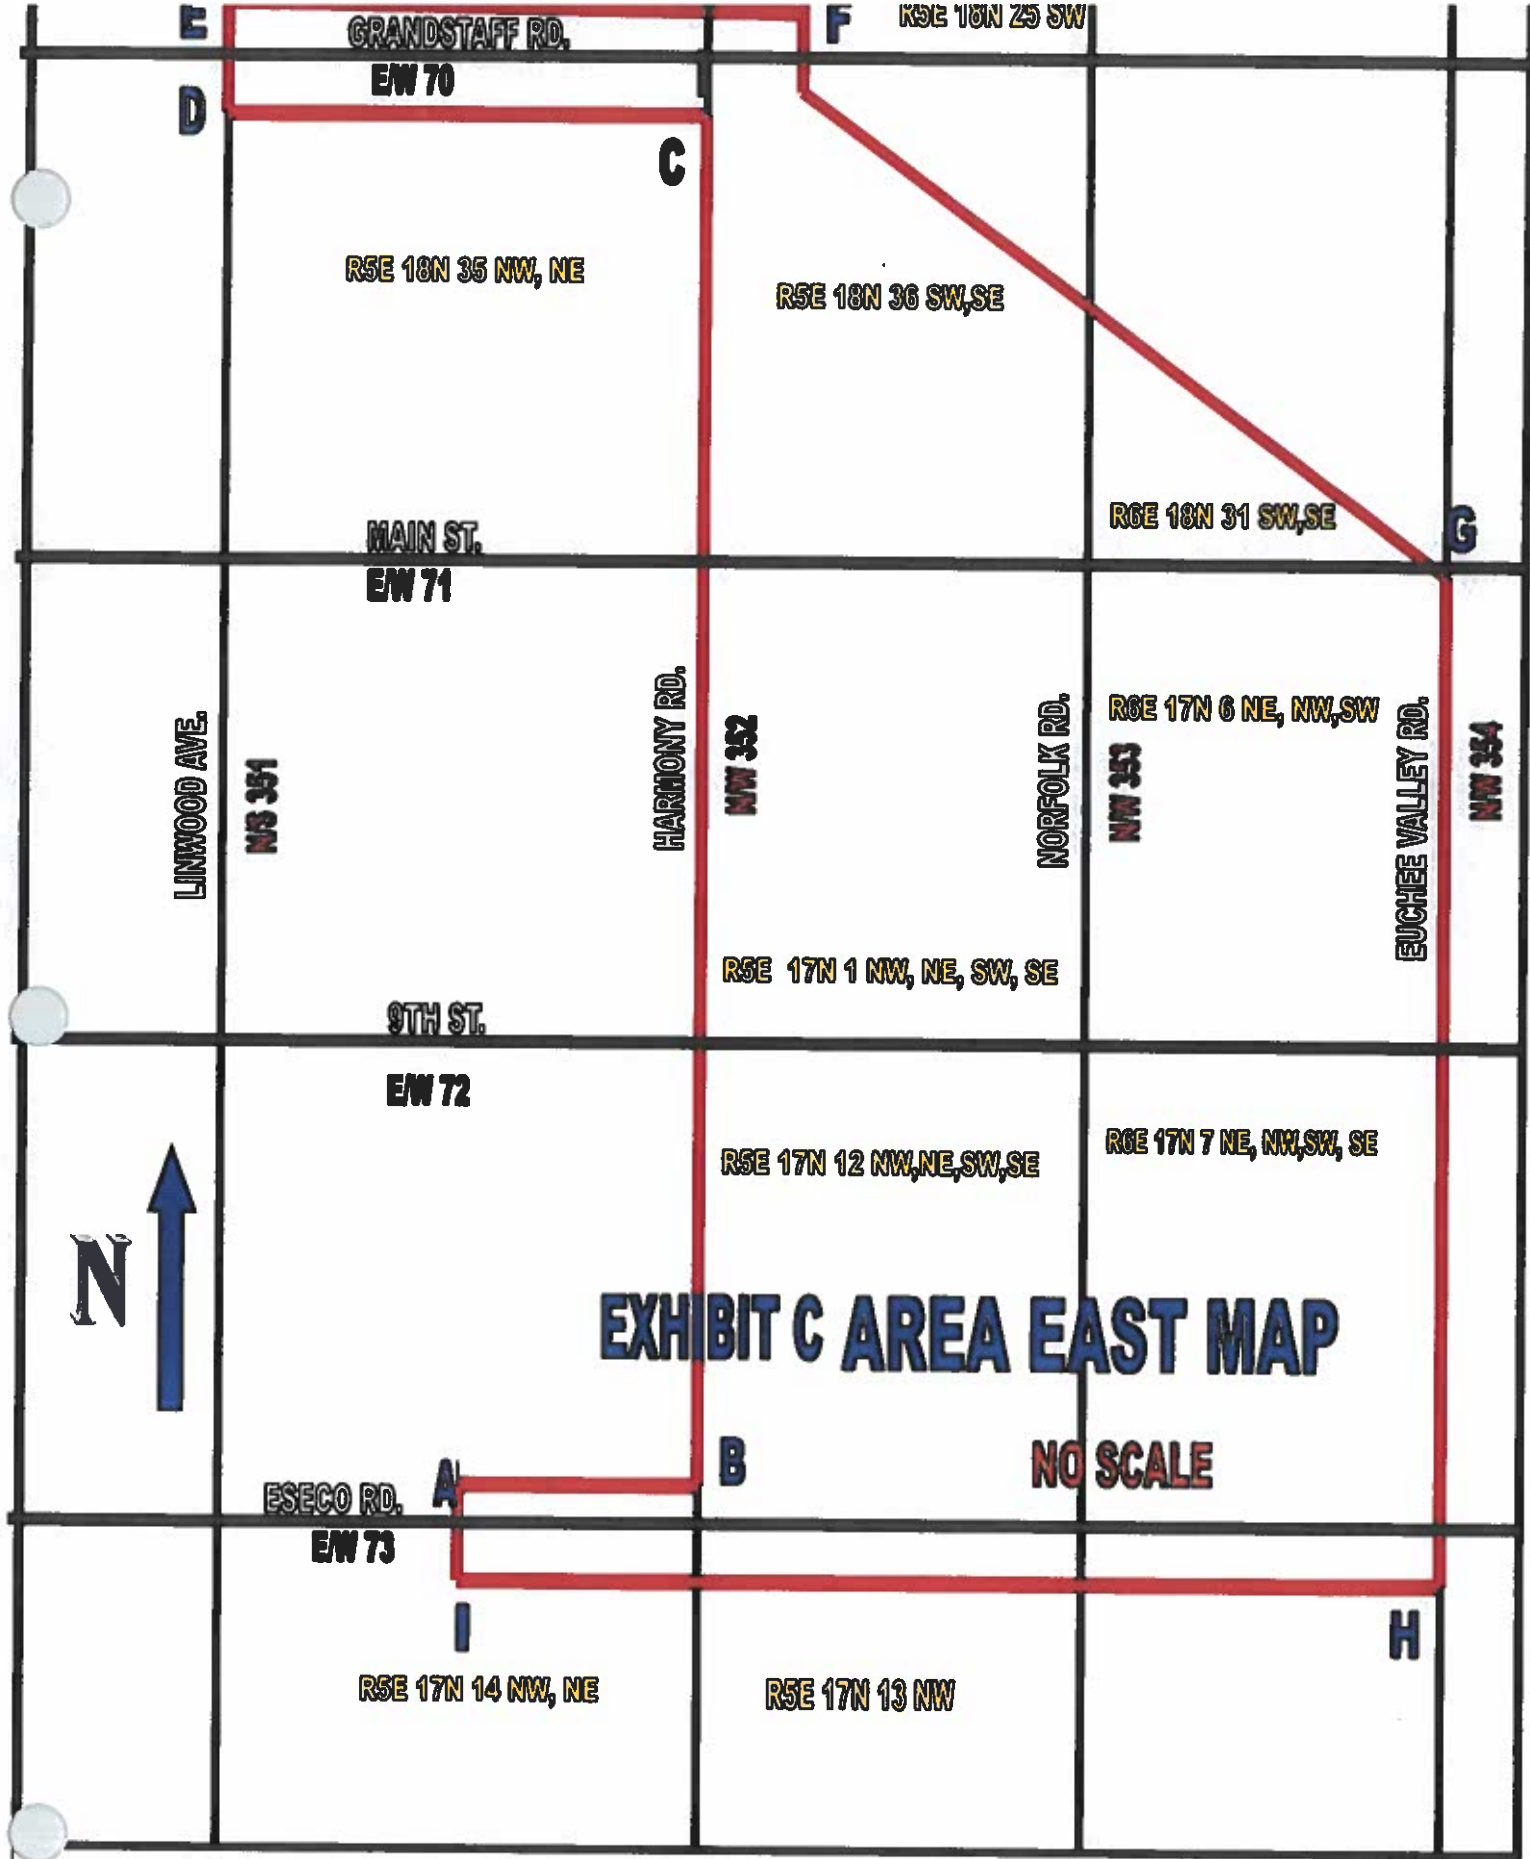 E
F
R5E 18N 25 SW
GRANDSTAFF RD.
E/W 70
D
C
R5E 18N 35 NW, NE
R5E 18N 36 SW,SE
R6E 18N 31 SW,SE
G
MAIN ST.
E/W 71
LINWOOD AVE.
N/S 351
HARMONY RD.
N/W 352
NORFOLK RD.
R6E 17N 6 NE, NW,SW
N/W 353
EUCHEE VALLEY RD.
N/W 354
R5E 17N 1 NW, NE, SW, SE
9TH ST.
E/W 72
R5E 17N 12 NW,NE,SW,SE
R6E 17N 7 NE, NW,SW, SE
N
EXHIBIT C AREA EAST MAP
A
B
NO SCALE
ESECO RD.
E/W 73
I
H
R5E 17N 14 NW, NE
R5E 17N 13 NW